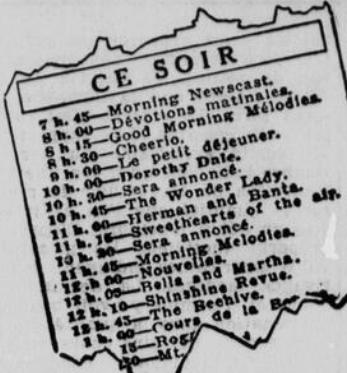 CE SOIR
7 h. 45—Morning Newscast.
8 h. 00—Dévotions matinales.
8 h 15—Good Morning Mélodies.
8 h. 30—Cheerio.
9 h. 00—Le petit déjeuner.
10 h. 00—Dorothy Dale.
10 h. 30—Sera annoncé.
10 h. 45—The Wonder Lady.
11 h. 00—Herman and Banta.
11 h. 15—Sweethearts of the air.
h. 30—Sera annoncé.
11 h. 45—Morning Melodies.
12 h. 00—Nouvelles.
12 h. 05—Bella and Martha.
12 h. 10—Shinshine Revue.
12 h. 45—The Beehive.
1 h. 00—Cours de la
15
30—Mt.